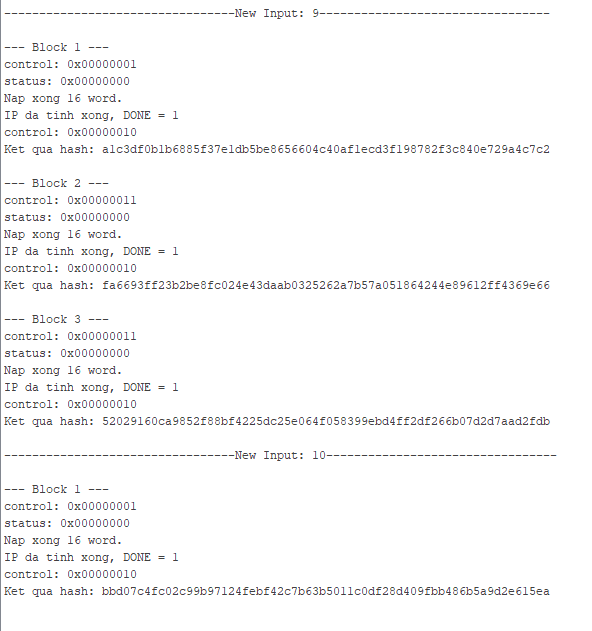 ---------------------------------New Input: 9---------------------------------
--- Block 1 ---
control: 0x00000001
status: 0x00000000
Nap xong 16 word.
IP da tinh xong, DONE = 1
control: 0x00000010
Ket qua hash: a1c3df0b1b6885f37e1db5be8656604c40af1ecd3f198782f3c840e729a4c7c2
--- Block 2 ---
control: 0x00000011
status: 0x00000000
Nap xong 16 word.
IP da tinh xong, DONE = 1
control: 0x00000010
Ket qua hash: fa6693ff23b2be8fc024e43daab0325262a7b57a051864244e89612ff4369e66
--- Block 3 ---
control: 0x00000011
status: 0x00000000
Nap xong 16 word.
IP da tinh xong, DONE = 1
control: 0x00000010
Ket qua hash: 52029160ca9852f88bf4225dc25e064f058399ebd4ff2df266b07d2d7aad2fdb
---------------------------------New Input: 10---------------------------------
--- Block 1 ---
control: 0x00000001
status: 0x00000000
Nap xong 16 word.
IP da tinh xong, DONE = 1
control: 0x00000010
Ket qua hash: bbd07c4fc02c99b97124febf42c7b63b5011c0df28d409fbb486b5a9d2e615ea